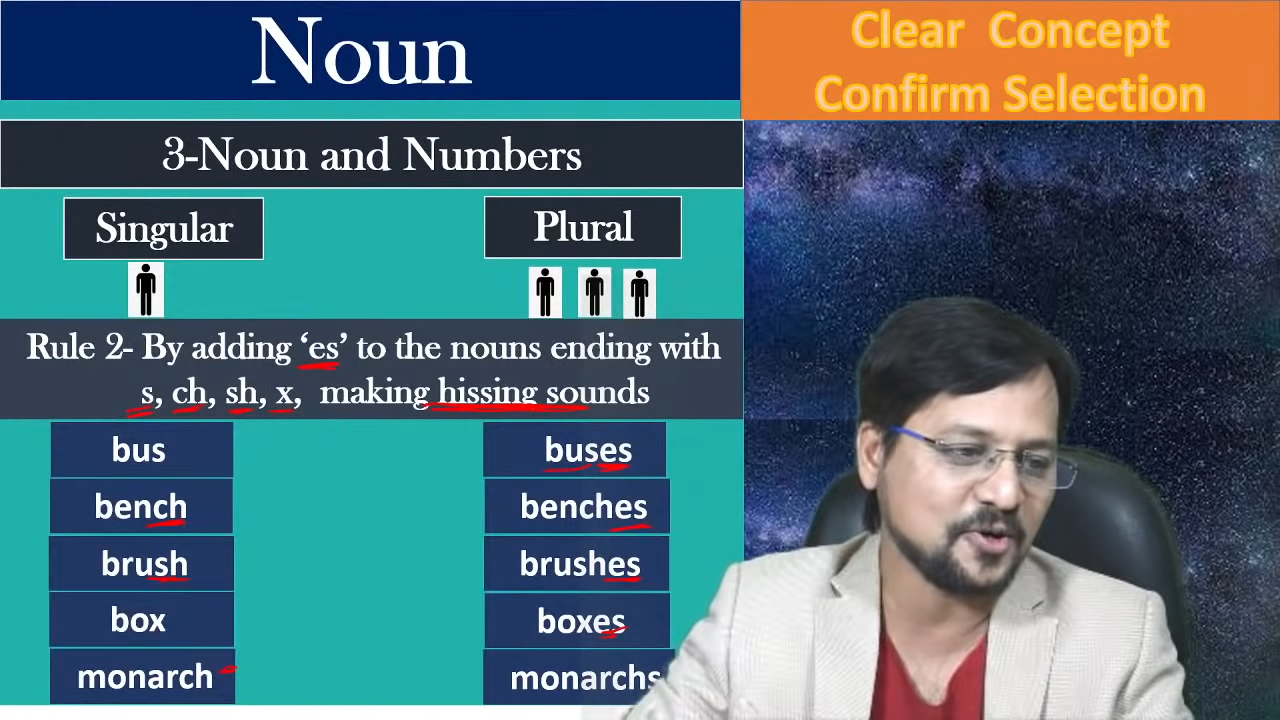 Noun
Clear Concept
Confirm Selection
3-Noun and Numbers
Singular
Plural
Rule 2- By adding ‘es’ to the nouns ending with
s, ch, sh, x, making hissing sounds
bus
buses
bench
benches
brush
brushes
box
boxes
monarch
monarchs